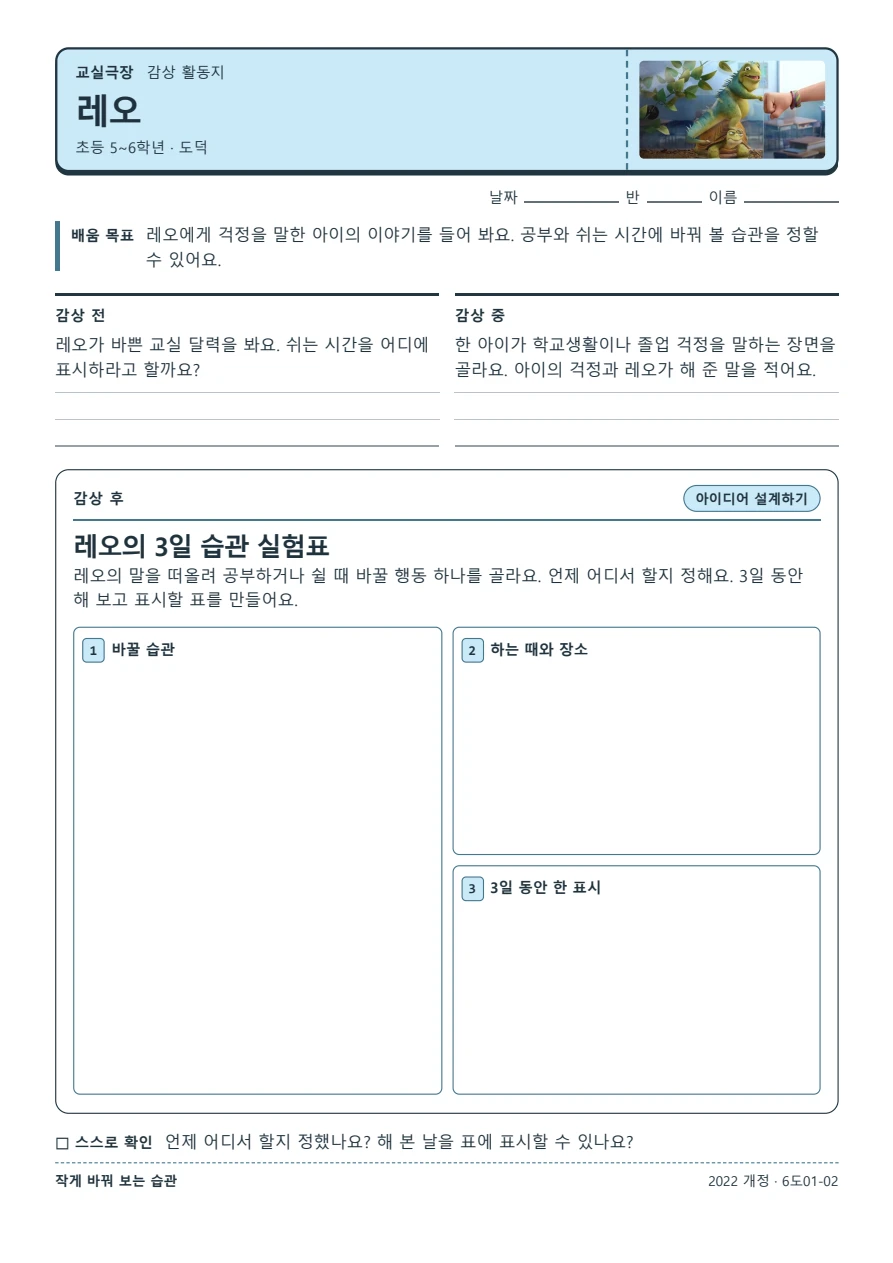 교실극장 감상 활동지
레오
초등 5~6학년 · 도덕
날짜 반 이름
배움 목표 레오에게 걱정을 말한 아이의 이야기를 들어 봐요. 공부와 쉬는 시간에 바꿔 볼 습관을 정할
수 있어요.
감상 전
레오가 바쁜 교실 달력을 봐요. 쉬는 시간을 어디에
표시하라고 할까요?
감상 중
한 아이가 학교생활이나 졸업 걱정을 말하는 장면을
골라요. 아이의 걱정과 레오가 해 준 말을 적어요.
감상 후
아이디어 설계하기
레오의 3일 습관 실험표
레오의 말을 떠올려 공부하거나 쉴 때 바꿀 행동 하나를 골라요. 언제 어디서 할지 정해요. 3일 동안
해 보고 표시할 표를 만들어요.
1 바꿀 습관
2 하는 때와 장소
3 3일 동안 한 표시
□ 스스로 확인 언제 어디서 할지 정했나요? 해 본 날을 표에 표시할 수 있나요?
작게 바꿔 보는 습관
2022 개정 · 6도01-02